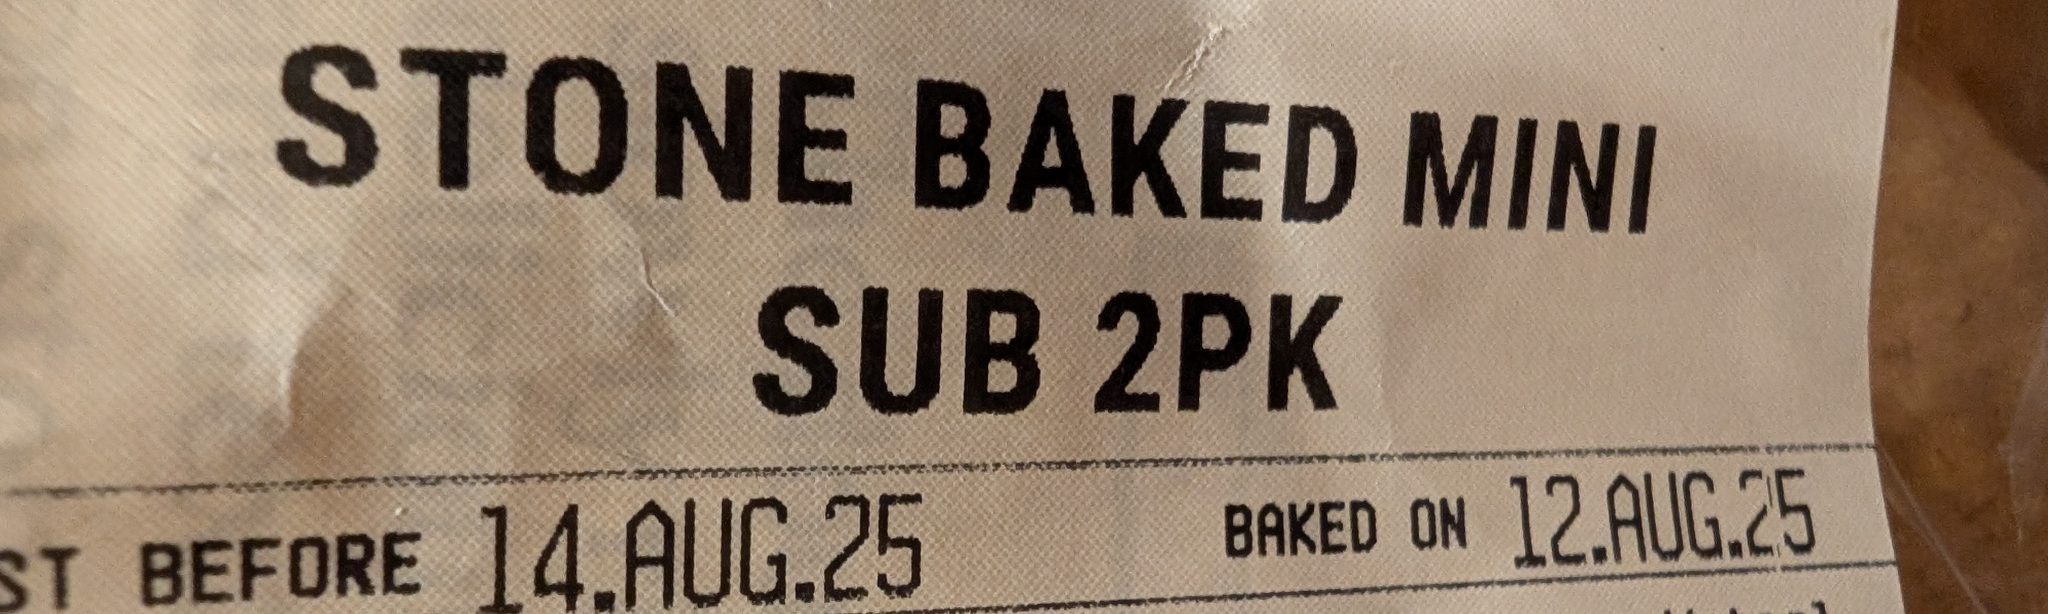 STONE BAKED MINI
SUB 2PK
ST BEFORE 14.AUG.25 BAKED ON 12.AUG.25